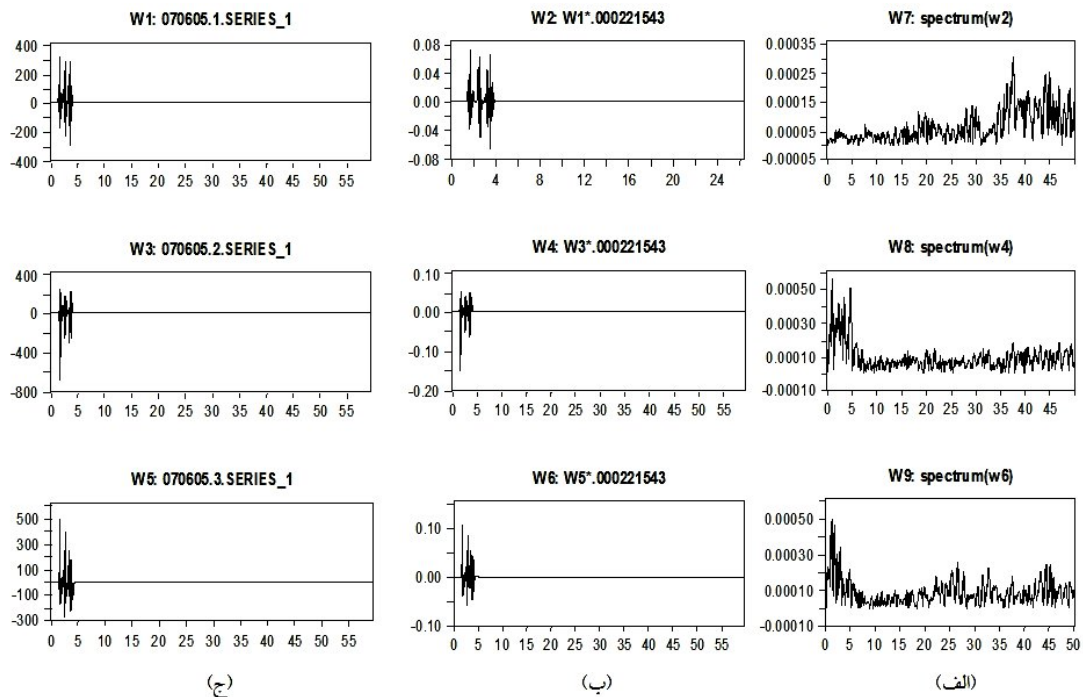 W1: 070605.1.SERIES_1
400
200
0
-200
-400
0 5 10 15 20 25 30 35 40 45 50 55
W2: W1*.000221543
0.08
0.04
0.00
-0.04
-0.08
0 4 8 12 16 20 24
W7: spectrum(w2)
0.00035
0.00025
0.00015
0.00005
-0.00005
0 5 10 15 20 25 30 35 40 45
W3: 070605.2.SERIES_1
400
0
-400
-800
0 5 10 15 20 25 30 35 40 45 50 55
W4: W3*.000221543
0.10
0.00
-0.10
-0.20
0 5 10 15 20 25 30 35 40 45 50 55
W8: spectrum(w4)
0.00050
0.00030
0.00010
-0.00010
0 5 10 15 20 25 30 35 40 45
W5: 070605.3.SERIES_1
500
300
100
-100
-300
0 5 10 15 20 25 30 35 40 45 50 55
W6: W5*.000221543
0.10
0.00
-0.10
0 5 10 15 20 25 30 35 40 45 50 55
W9: spectrum(w6)
0.00050
0.00030
0.00010
-0.00010
0 5 10 15 20 25 30 35 40 45 50
(ج)
(ب)
(الف)